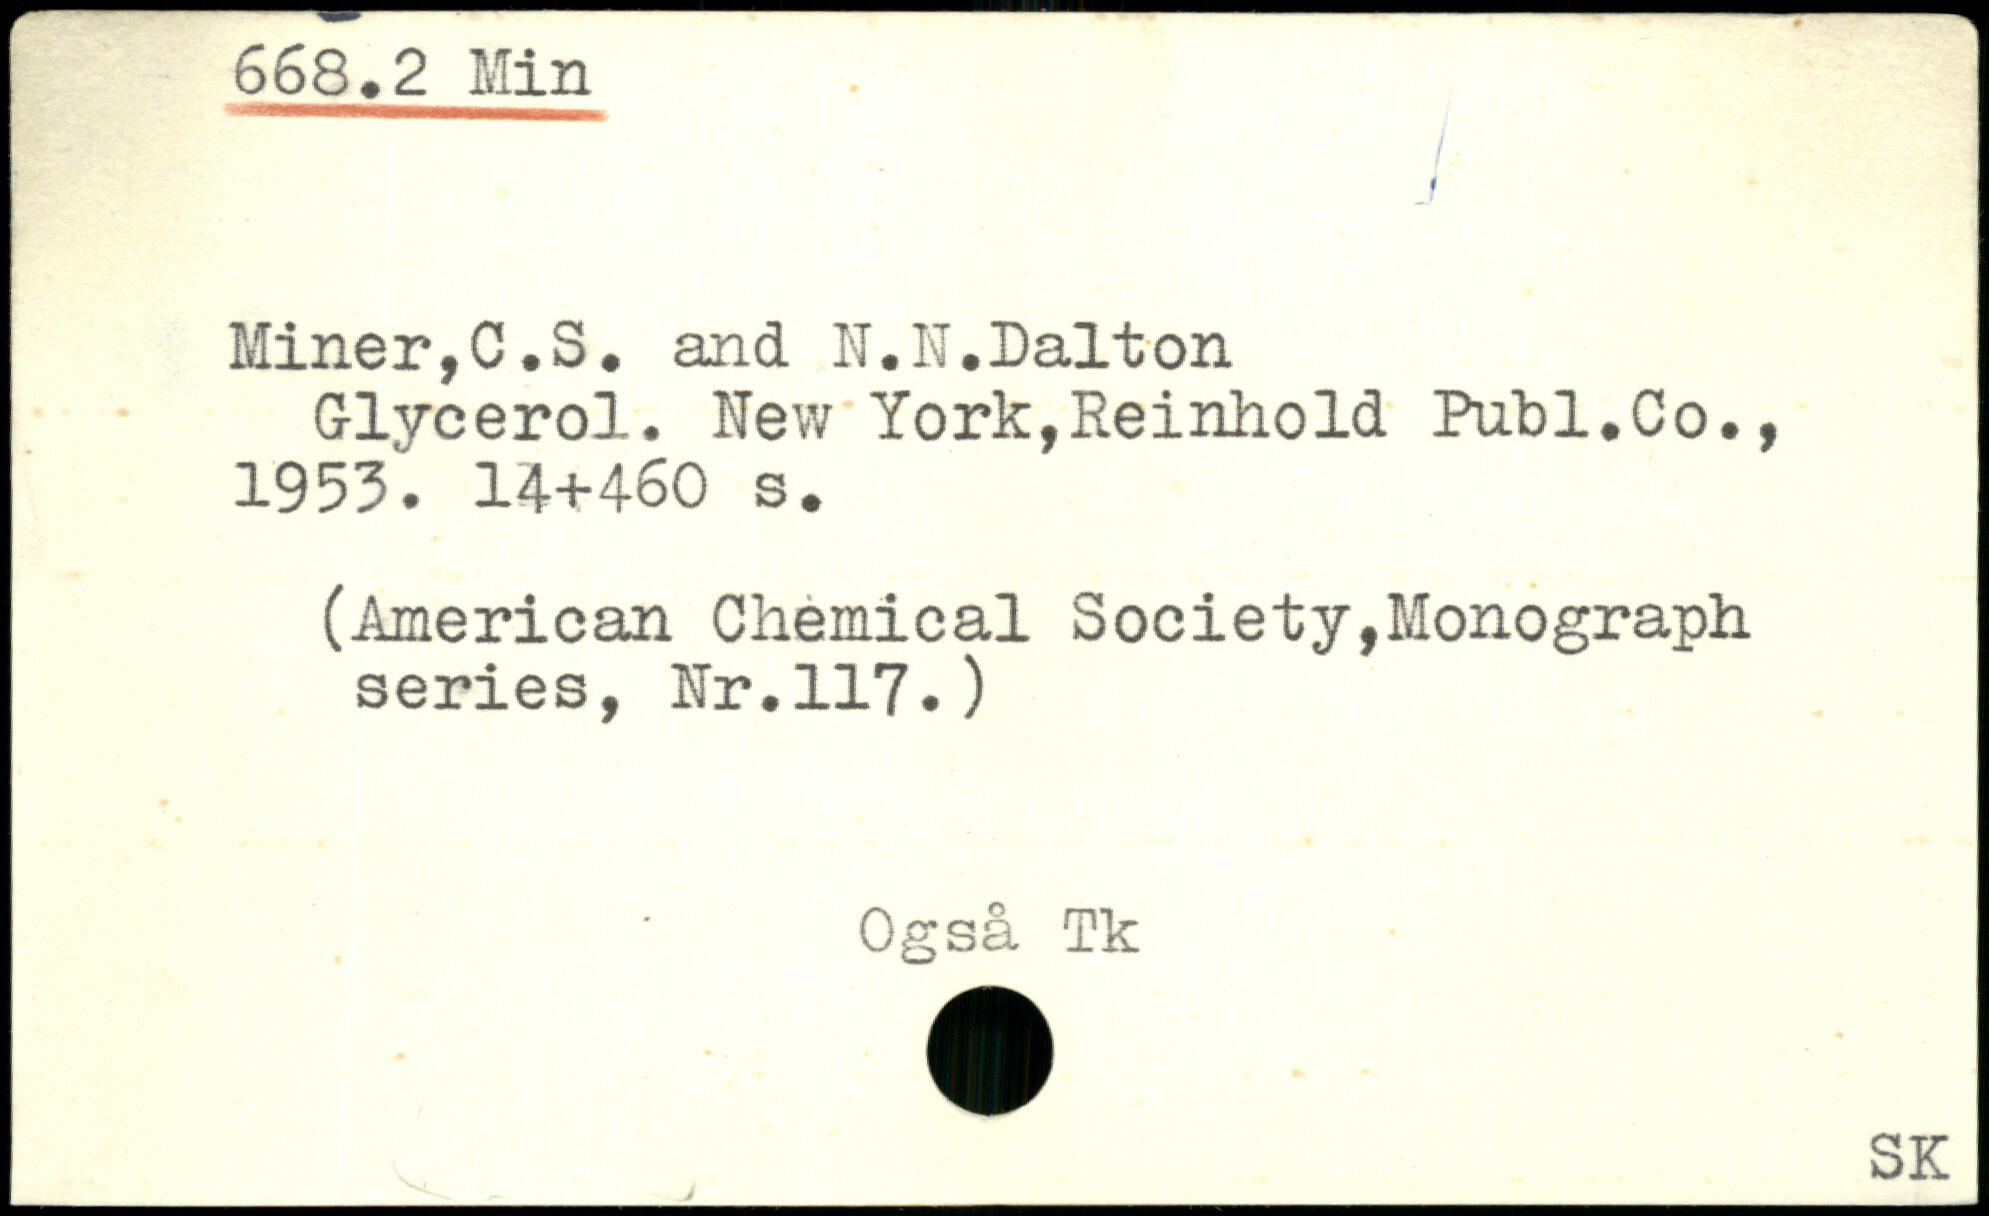 668.2 Min
Miner,C.S. and N.N.Dalton
Glycerol. New York,Reinhold Publ.Co.,
1953. 14+460 s.
(American Chemical Society,Monograph
series, Nr.117.)
Også Tk
SK